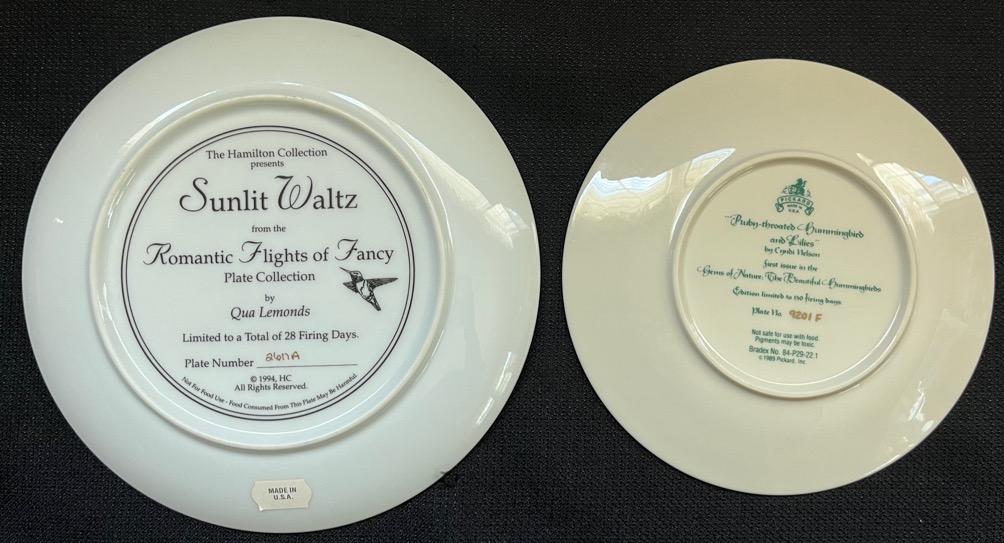 The Hamilton Collection
presents
Sunlit Waltz
from the
Romantic Flights of Fancy
Plate Collection
by
Qua Lemonds
Limited to a Total of 28 Firing Days.
Plate Number
© 1994, HC
All Rights Reserved.
Not For Food Use - Food Consumed From This Plate May Be Harmful.
MADE IN
U.S.A.
PICKARD
MADE IN
U.S.A.
"Ruby-throated Hummingbird
and Lilies"
by Cyndi Nelson
first issue in the
Gems of Nature: The Beautiful Hummingbirds
Edition limited to 150 firing days.
Plate No. 9201 F
Not safe for use with food.
Pigments may be toxic.
Bradex No. 84-P29-22.1
© 1989 Pickard, Inc.